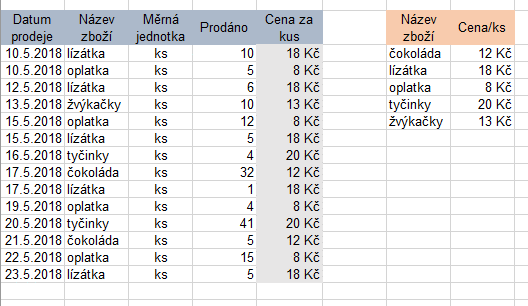 Datum prodeje Název zboží Měrná jednotka Prodáno Cena za kus
10.5.2018 lízátka ks 10 18 Kč
10.5.2018 oplatka ks 5 8 Kč
12.5.2018 lízátka ks 6 18 Kč
13.5.2018 žvýkačky ks 10 13 Kč
15.5.2018 oplatka ks 12 8 Kč
15.5.2018 lízátka ks 5 18 Kč
16.5.2018 tyčinky ks 4 20 Kč
17.5.2018 čokoláda ks 32 12 Kč
17.5.2018 lízátka ks 1 18 Kč
19.5.2018 oplatka ks 4 8 Kč
20.5.2018 tyčinky ks 41 20 Kč
21.5.2018 čokoláda ks 5 12 Kč
22.5.2018 oplatka ks 15 8 Kč
23.5.2018 lízátka ks 5 18 Kč
Název zboží Cena/ks
čokoláda 12 Kč
lízátka 18 Kč
oplatka 8 Kč
tyčinky 20 Kč
žvýkačky 13 Kč